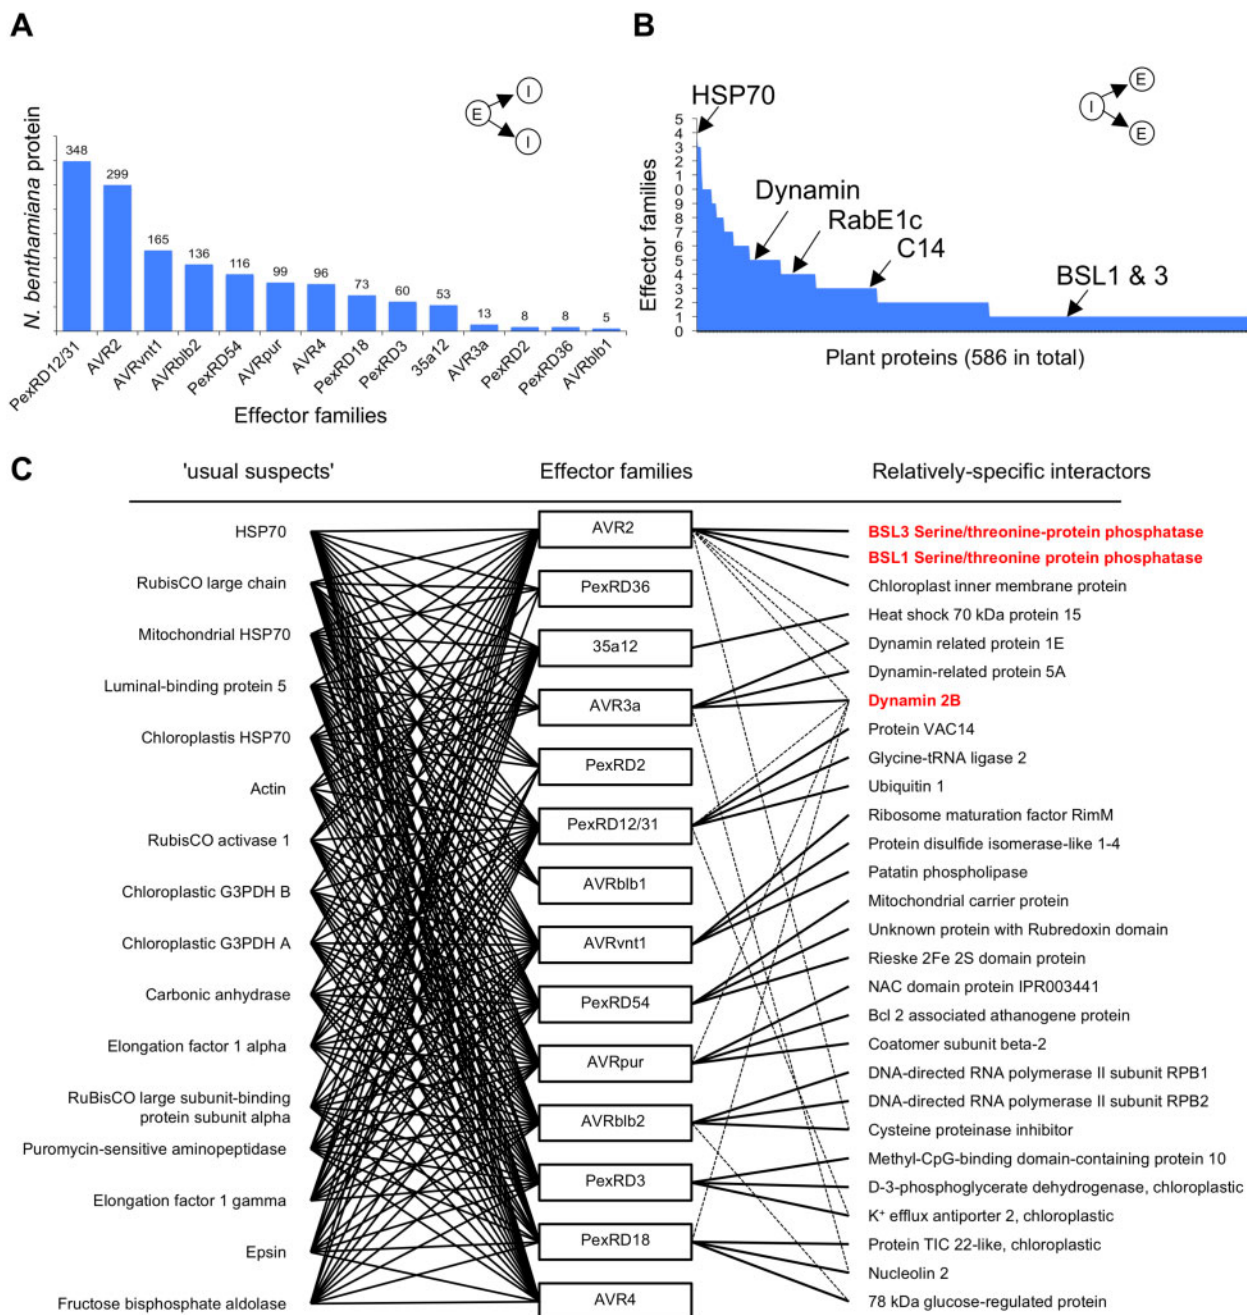 A
N. benthamiana protein
E
I
I
348
299
165
136
116
99
96
73
60
53
13
8
8
5
PexRD12/31
AVR2
AVRvnt1
AVRblb2
PexRD54
AVRpur
AVR4
PexRD18
PexRD3
35a12
AVR3a
PexRD2
PexRD36
AVRblb1
Effector families
B
Effector families
5
4
3
2
1
0
9
8
7
6
5
4
3
2
1
0
HSP70
Dynamin
RabE1c
C14
BSL1 & 3
I
E
E
Plant proteins (586 in total)
C
'usual suspects'
Effector families
Relatively-specific interactors
HSP70
RubisCO large chain
Mitochondrial HSP70
Luminal-binding protein 5
Chloroplastis HSP70
Actin
RubisCO activase 1
Chloroplastic G3PDH B
Chloroplastic G3PDH A
Carbonic anhydrase
Elongation factor 1 alpha
RuBisCO large subunit-binding
protein subunit alpha
Puromycin-sensitive aminopeptidase
Elongation factor 1 gamma
Epsin
Fructose bisphosphate aldolase
AVR2
PexRD36
35a12
AVR3a
PexRD2
PexRD12/31
AVRblb1
AVRvnt1
PexRD54
AVRpur
AVRblb2
PexRD3
PexRD18
AVR4
BSL3 Serine/threonine-protein phosphatase
BSL1 Serine/threonine protein phosphatase
Chloroplast inner membrane protein
Heat shock 70 kDa protein 15
Dynamin related protein 1E
Dynamin-related protein 5A
Dynamin 2B
Protein VAC14
Glycine-tRNA ligase 2
Ubiquitin 1
Ribosome maturation factor RimM
Protein disulfide isomerase-like 1-4
Patatin phospholipase
Mitochondrial carrier protein
Unknown protein with Rubredoxin domain
Rieske 2Fe 2S domain protein
NAC domain protein IPR003441
Bcl 2 associated athanogene protein
Coatomer subunit beta-2
DNA-directed RNA polymerase II subunit RPB1
DNA-directed RNA polymerase II subunit RPB2
Cysteine proteinase inhibitor
Methyl-CpG-binding domain-containing protein 10
D-3-phosphoglycerate dehydrogenase, chloroplastic
K⁺ efflux antiporter 2, chloroplastic
Protein TIC 22-like, chloroplastic
Nucleolin 2
78 kDa glucose-regulated protein